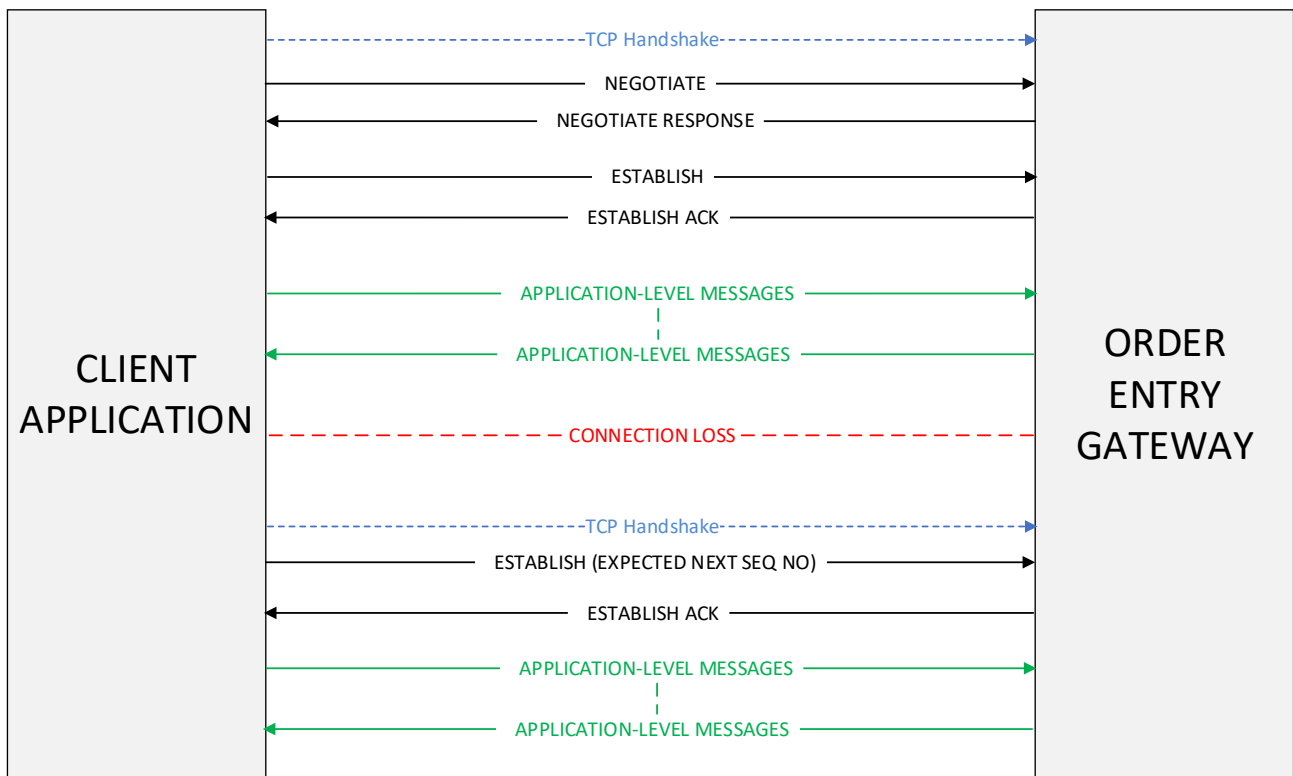 TCP Handshake
NEGOTIATE
NEGOTIATE RESPONSE
ESTABLISH
ESTABLISH ACK
APPLICATION-LEVEL MESSAGES
APPLICATION-LEVEL MESSAGES
CLIENT
APPLICATION
ORDER
ENTRY
GATEWAY
CONNECTION LOSS
TCP Handshake
ESTABLISH (EXPECTED NEXT SEQ NO)
ESTABLISH ACK
APPLICATION-LEVEL MESSAGES
APPLICATION-LEVEL MESSAGES